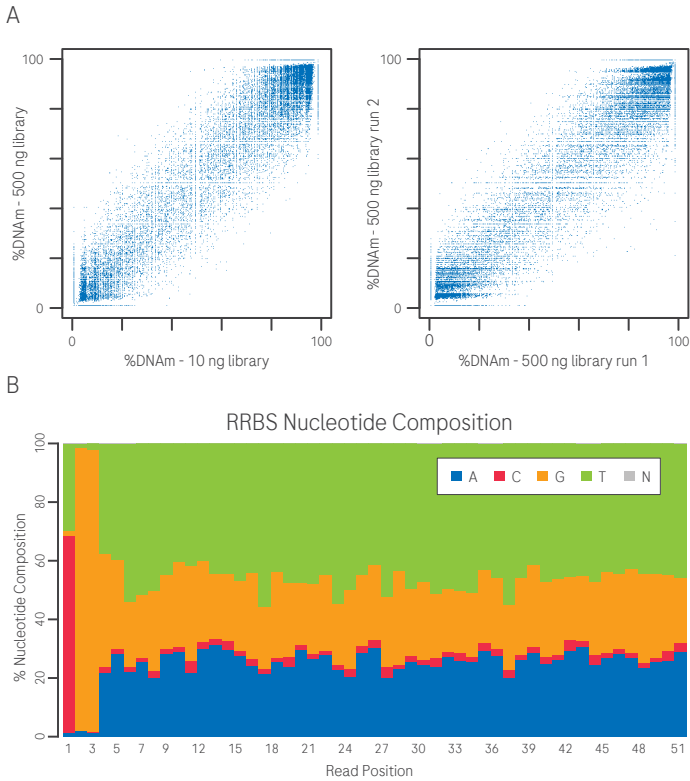 A
100
%DNAm - 500 ng library
0
0
100
%DNAm - 10 ng library
100
%DNAm - 500 ng library run 2
0
0
100
%DNAm - 500 ng library run 1
B
RRBS Nucleotide Composition
A C G T N
% Nucleotide Composition
100
80
60
40
20
0
1 3 5 7 9 12 15 18 21 24 27 30 33 36 39 42 45 48 51
Read Position